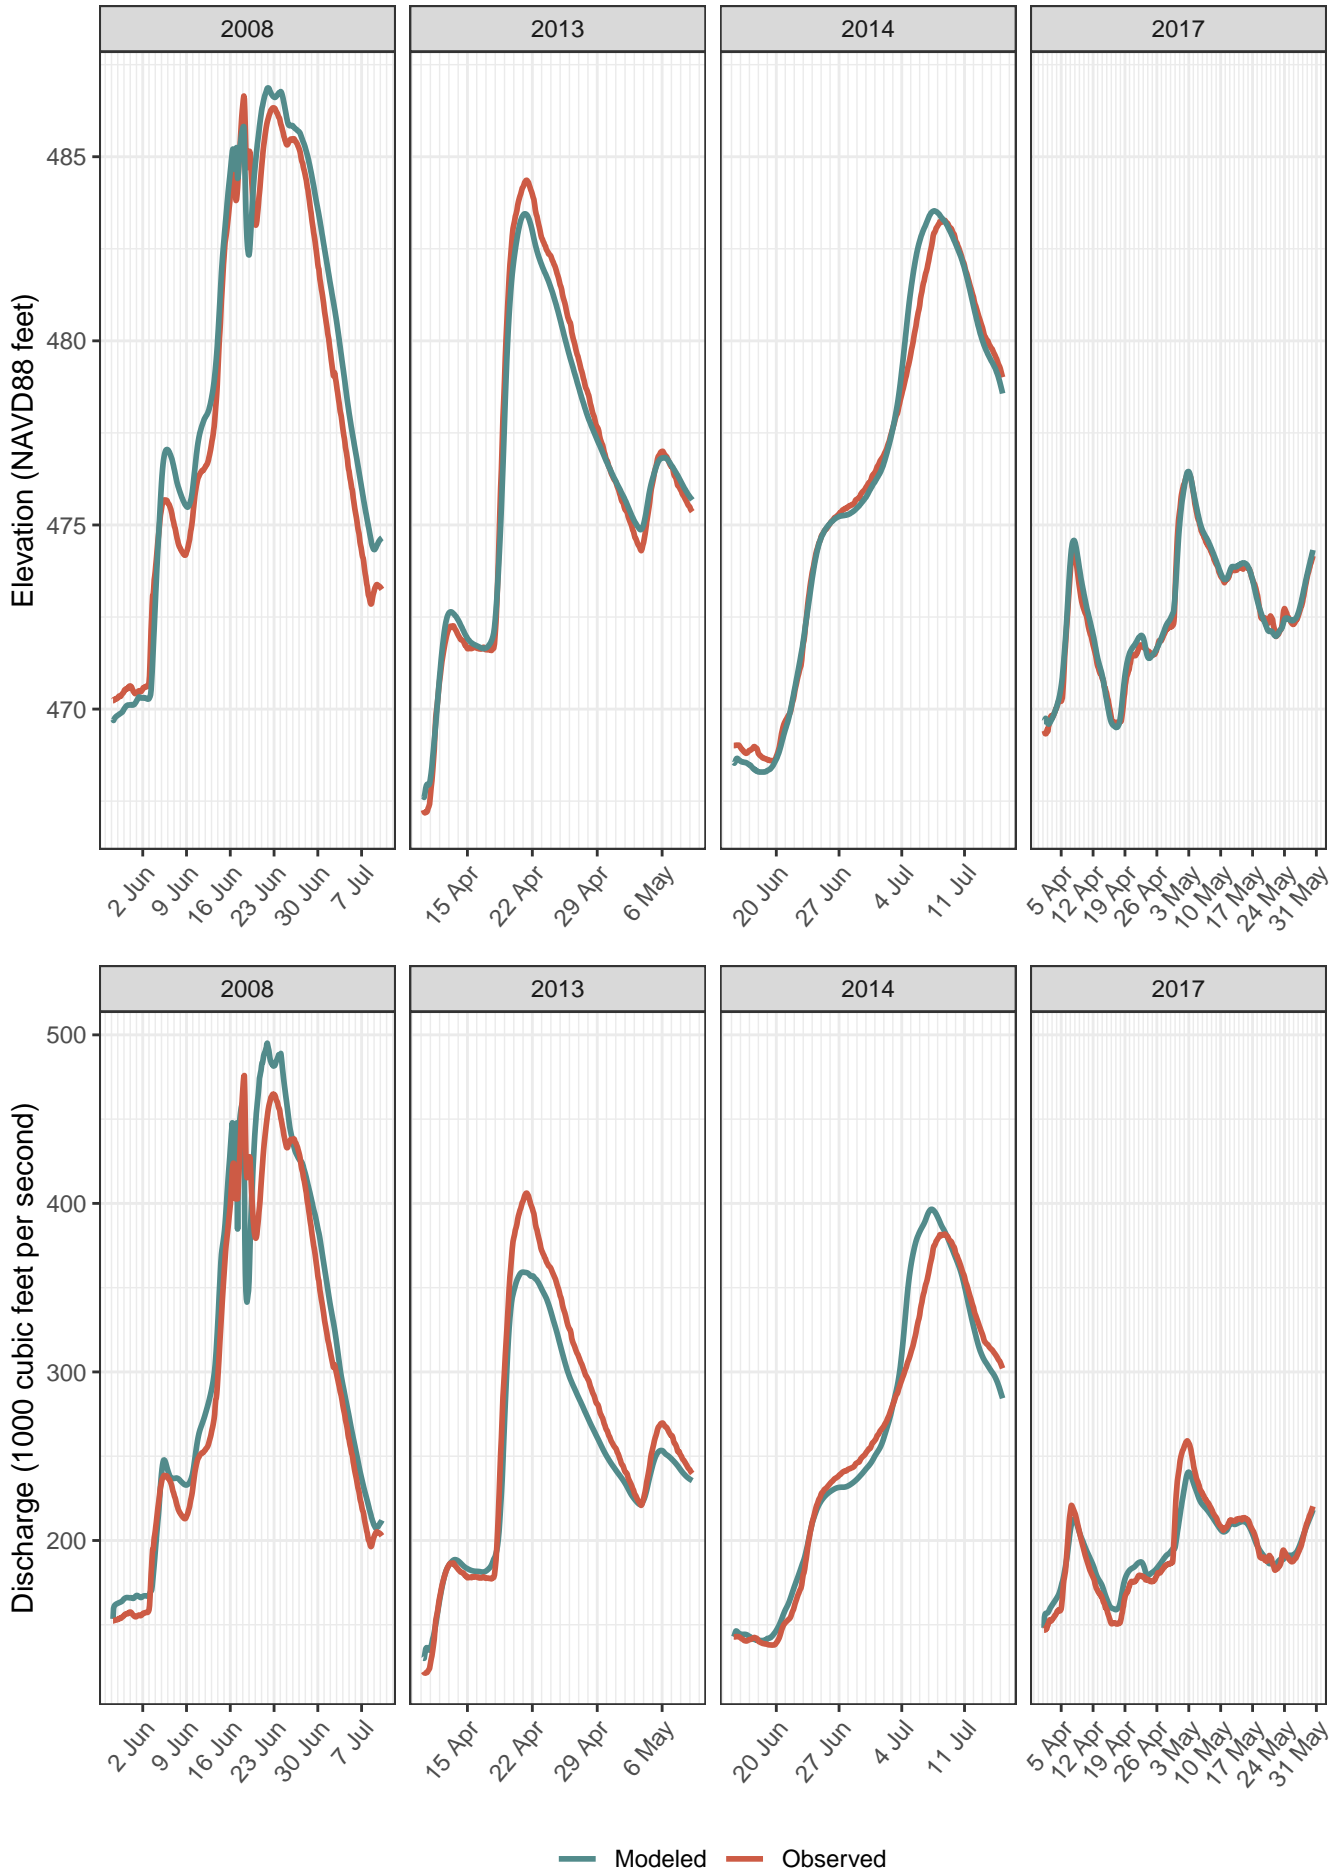 2008 2013 2014 2017
Elevation (NAVD88 feet)
485
480
475
470
2 Jun 9 Jun 16 Jun 23 Jun 30 Jun 7 Jul 15 Apr 22 Apr 29 Apr 6 May 20 Jun 27 Jun 4 Jul 11 Jul 5 Apr 12 Apr 19 Apr 26 Apr 3 May 10 May 17 May 24 May 31 May
2008 2013 2014 2017
Discharge (1000 cubic feet per second)
500
400
300
200
2 Jun 9 Jun 16 Jun 23 Jun 30 Jun 7 Jul 15 Apr 22 Apr 29 Apr 6 May 20 Jun 27 Jun 4 Jul 11 Jul 5 Apr 12 Apr 19 Apr 26 Apr 3 May 10 May 17 May 24 May 31 May
Modeled Observed